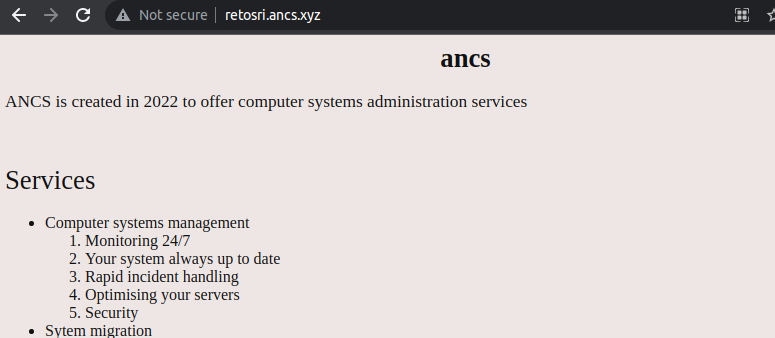 Not secure | retosri.ancs.xyz
ancs
ANCS is created in 2022 to offer computer systems administration services
Services
• Computer systems management
1. Monitoring 24/7
2. Your system always up to date
3. Rapid incident handling
4. Optimising your servers
5. Security
• Sytem migration